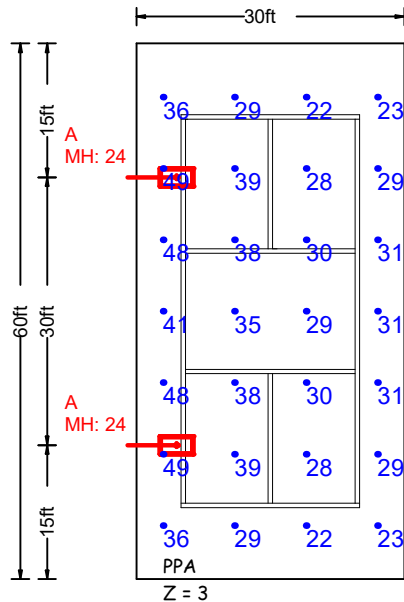 30ft
36 29 22 23
15ft
A
MH: 24
49 39 28 29
48 38 30 31
60ft
30ft
41 35 29 31
48 38 30 31
A
MH: 24
49 39 28 29
15ft
36 29 22 23
PPA
Z = 3